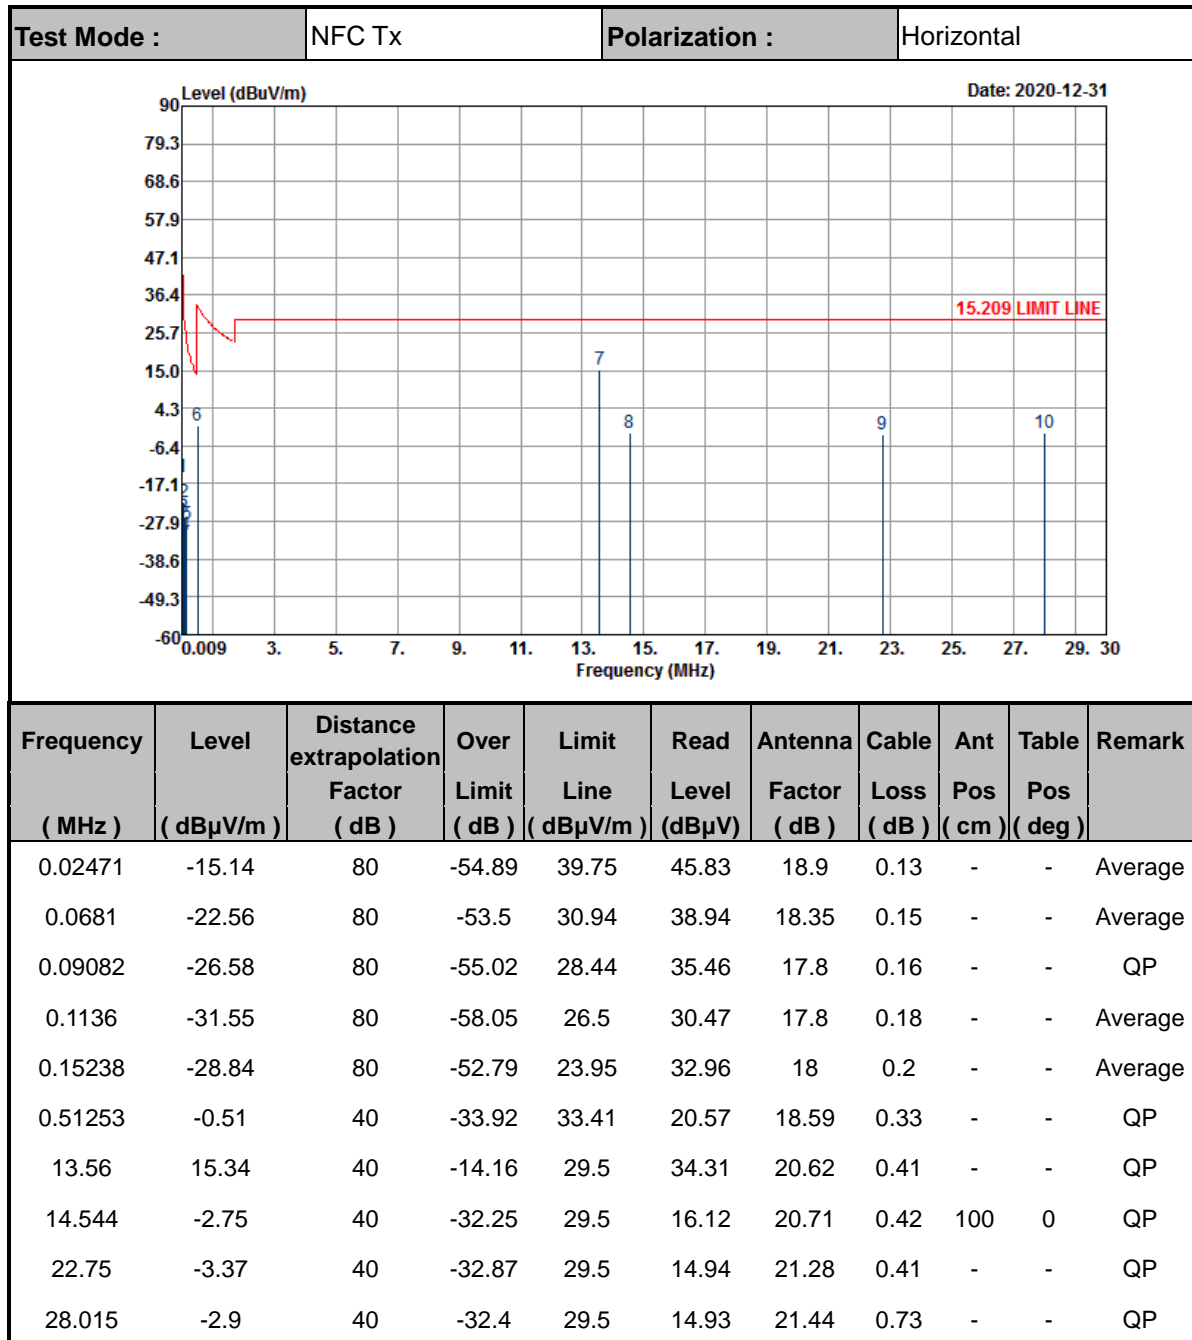 Test Mode : NFC Tx Polarization : Horizontal
Level (dBuV/m) Date: 2020-12-31
90
79.3
68.6
57.9
47.1
36.4
15.209 LIMIT LINE
25.7
7
15.0
4.3 6 8 9 10
-6.4
1
-17.1
2
-27.9
-38.6
-49.3
-60
0.009 3. 5. 7. 9. 11. 13. 15. 17. 19. 21. 23. 25. 27. 29. 30
Frequency (MHz)
Frequency Level Distance extrapolation Over Limit Read Antenna Cable Ant Table Remark
Factor Limit Line Level Factor Loss Pos Pos
( MHz ) ( dBμV/m ) ( dB ) ( dB ) ( dBμV/m ) (dBμV) ( dB ) ( dB ) ( cm ) ( deg )
0.02471 -15.14 80 -54.89 39.75 45.83 18.9 0.13 - - Average
0.0681 -22.56 80 -53.5 30.94 38.94 18.35 0.15 - - Average
0.09082 -26.58 80 -55.02 28.44 35.46 17.8 0.16 - - QP
0.1136 -31.55 80 -58.05 26.5 30.47 17.8 0.18 - - Average
0.15238 -28.84 80 -52.79 23.95 32.96 18 0.2 - - Average
0.51253 -0.51 40 -33.92 33.41 20.57 18.59 0.33 - - QP
13.56 15.34 40 -14.16 29.5 34.31 20.62 0.41 - - QP
14.544 -2.75 40 -32.25 29.5 16.12 20.71 0.42 100 0 QP
22.75 -3.37 40 -32.87 29.5 14.94 21.28 0.41 - - QP
28.015 -2.9 40 -32.4 29.5 14.93 21.44 0.73 - - QP